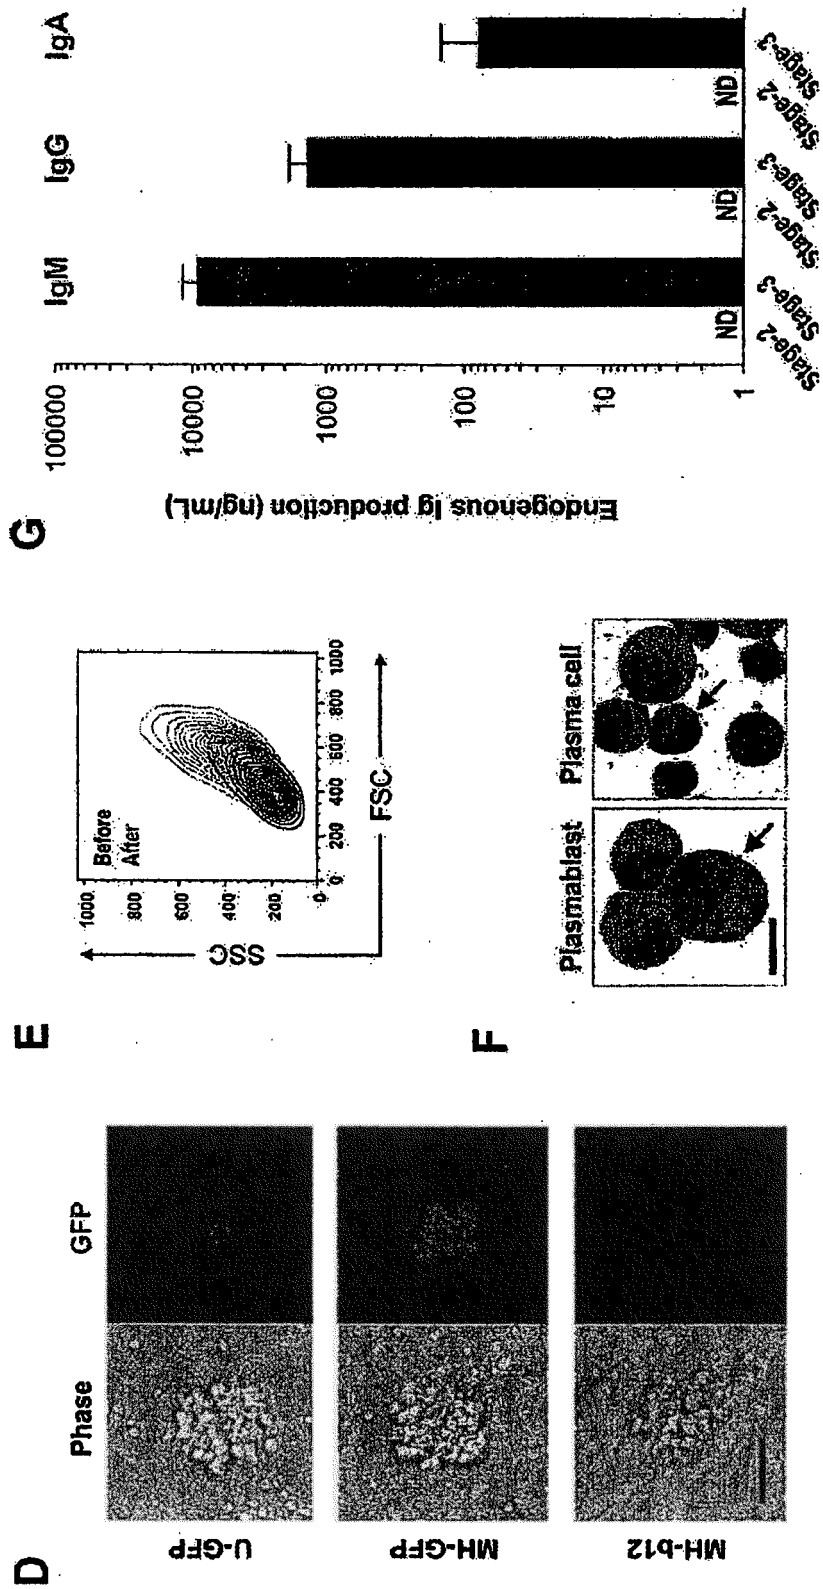 D
Phase
GFP
U-GFP
MH-GFP
MH-b12
E
Before
After
1000
800
600
400
200
0
SSC
0
200
400
600
800
1000
FSC
F
Plasmablast
Plasma cell
G
IgM
IgG
IgA
Endogenous Ig production (ng/mL)
100000
10000
1000
100
10
1
ND
ND
ND
Stage-2
Stage-3
Stage-2
Stage-3
Stage-2
Stage-3